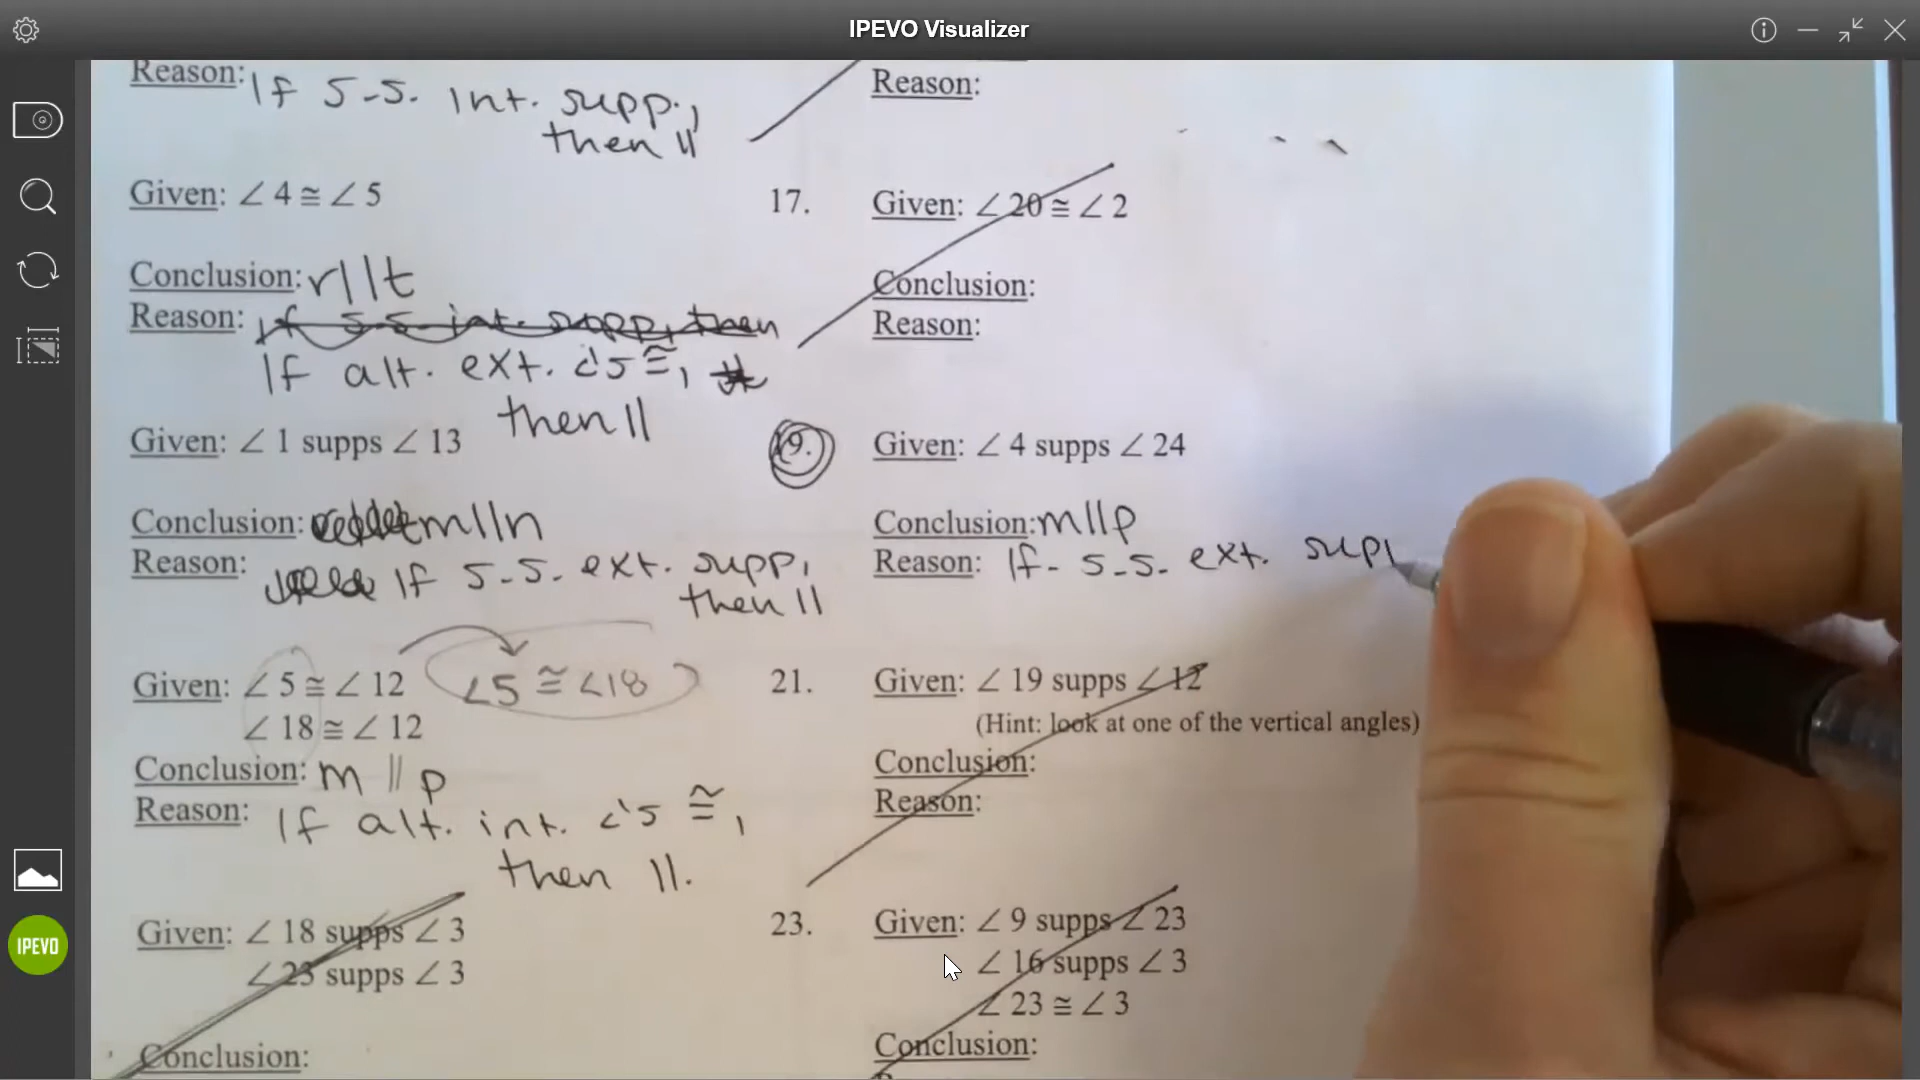 IPEVO Visualizer
Reason: If s-s. int. supp.,
then ||
Reason:
Given: ∠ 4 ≅ ∠ 5
17. Given: ∠ 20 ≅ ∠ 2
Conclusion: r||t
Reason: If s-s. int. supp, then
If alt. ext. ∠'s ≅,
then ||
Conclusion:
Reason:
Given: ∠ 1 supps ∠ 13
19. Given: ∠ 4 supps ∠ 24
Conclusion: m||n
Reason: If s-s. ext. supp,
then ||
Conclusion: m||p
Reason: If s-s. ext. supp
Given: ∠ 5 ≅ ∠ 12 ∠5 ≅ ∠18
∠ 18 ≅ ∠ 12
Conclusion: m || p
Reason: If alt. int. ∠'s ≅,
then ||.
21. Given: ∠ 19 supps ∠ 12
(Hint: look at one of the vertical angles)
Conclusion:
Reason:
Given: ∠ 18 supps ∠ 3
∠ 23 supps ∠ 3
Conclusion:
23. Given: ∠ 9 supps ∠ 23
∠ 16 supps ∠ 3
∠ 23 ≅ ∠ 3
Conclusion:
IPEVO